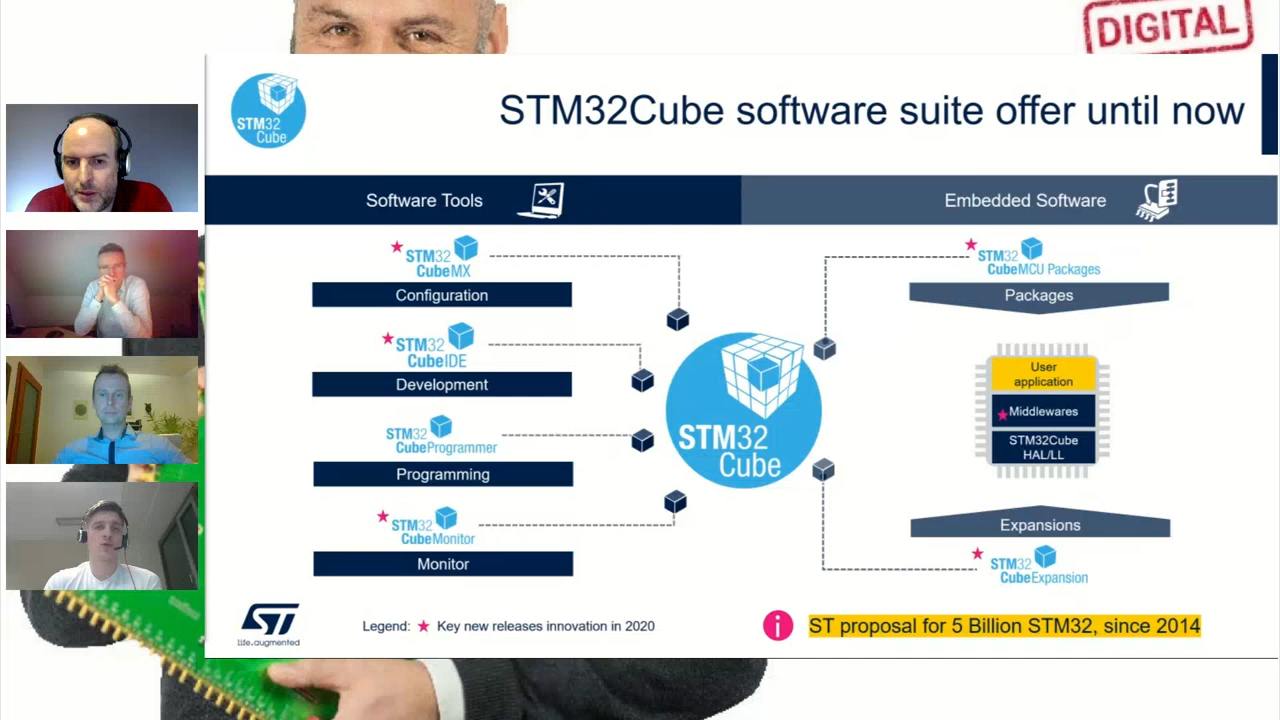 DIGITAL
STM32
Cube
STM32Cube software suite offer until now
Software Tools
Embedded Software
STM32
CubeMX
Configuration
STM32
CubeIDE
Development
STM32
CubeProgrammer
Programming
STM32
CubeMonitor
Monitor
STM32
Cube
STM32
CubeMCU Packages
Packages
User
application
Middlewares
STM32Cube
HAL/LL
Expansions
STM32
CubeExpansion
ST
life.augmented
Legend: ★ Key new releases innovation in 2020
i
ST proposal for 5 Billion STM32, since 2014